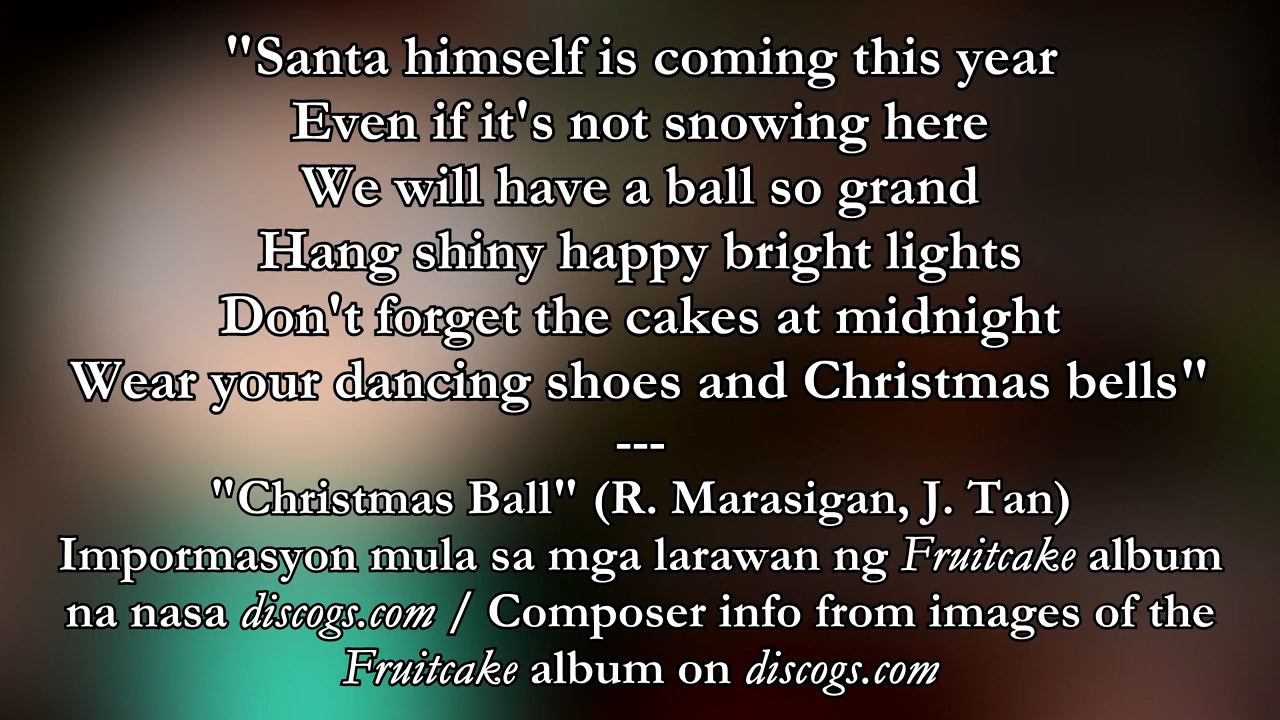 "Santa himself is coming this year
Even if it's not snowing here
We will have a ball so grand
Hang shiny happy bright lights
Don't forget the cakes at midnight
Wear your dancing shoes and Christmas bells"
---
"Christmas Ball" (R. Marasigan, J. Tan)
Impormasyon mula sa mga larawan ng Fruitcake album
na nasa discogs.com / Composer info from images of the
Fruitcake album on discogs.com